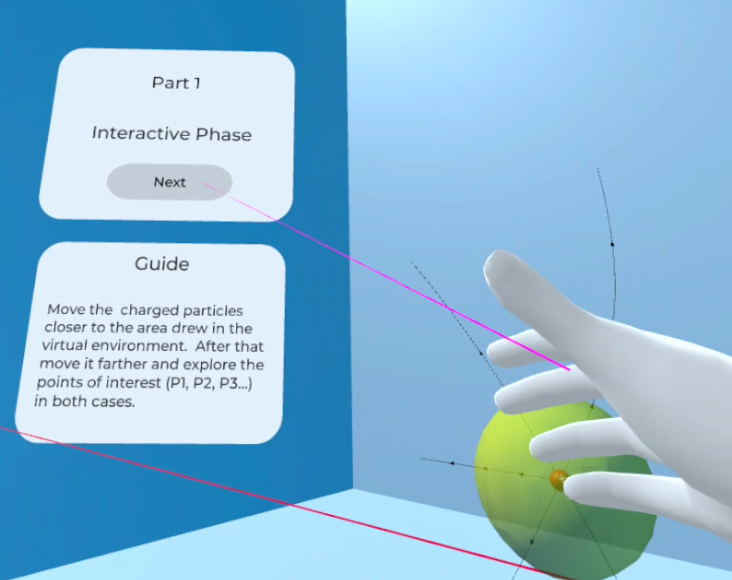 Part 1
Interactive Phase
Next
Guide
Move the charged particles
closer to the area drew in the
virtual environment. After that
move it farther and explore the
points of interest (P1, P2, P3...)
in both cases.